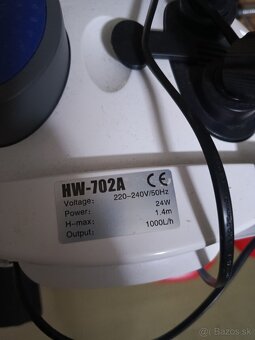 HW-702A CE
Voltage: 220-240V/50Hz
Power: 24W
H-max: 1.4m
Output: 1000L/h
Bazos.sk